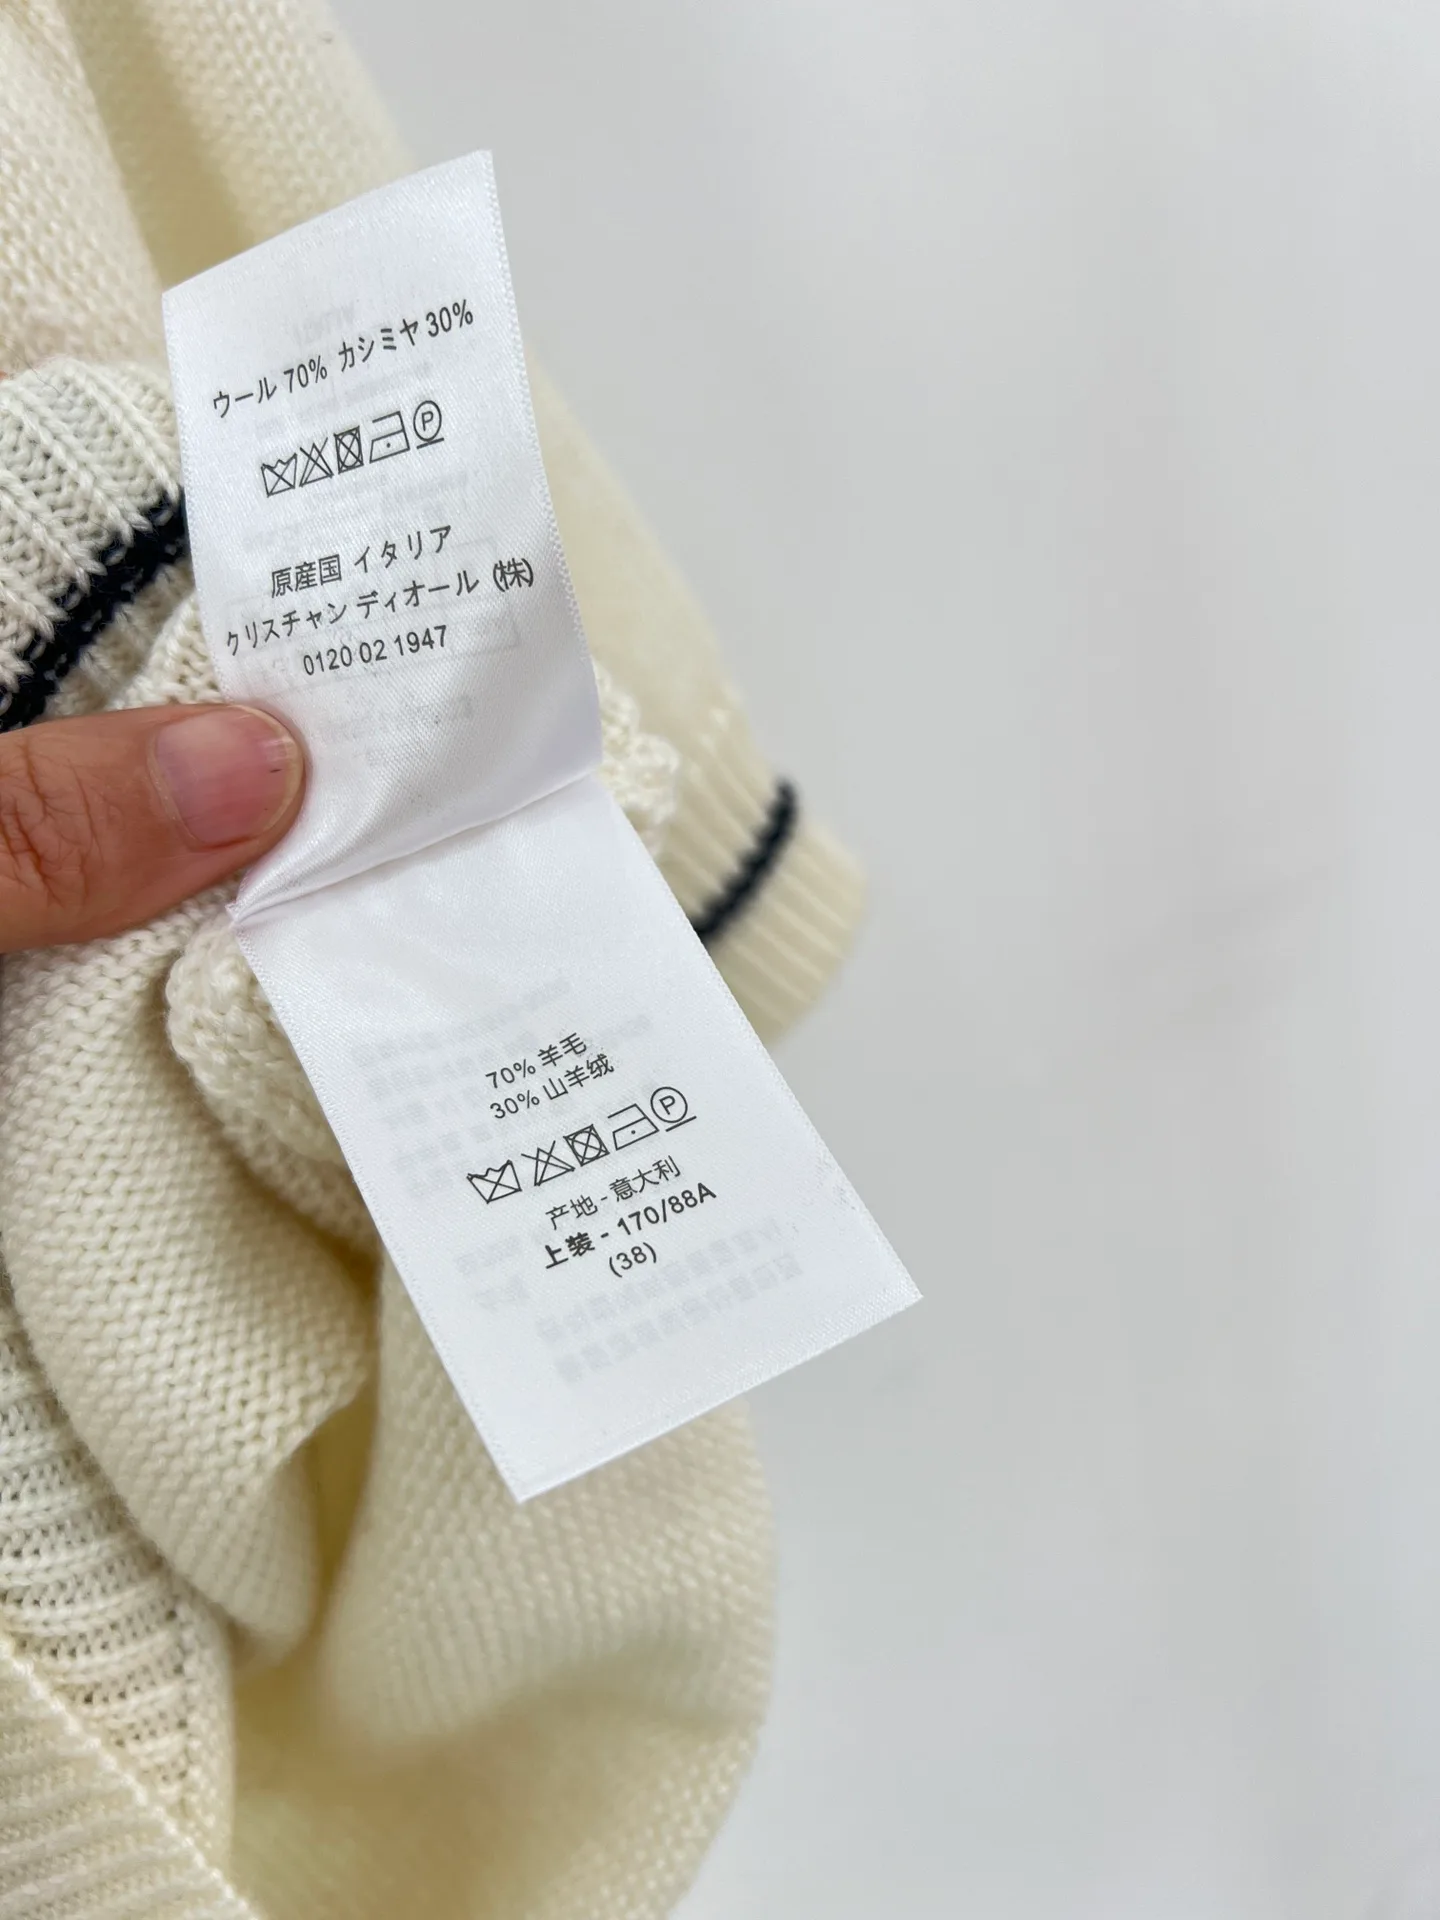 ウール 70% カシミヤ 30%
P
原産国 イタリア
クリスチャン ディオール (株)
0120 02 1947
70% 羊毛
30% 山羊绒
P
产地 - 意大利
上装 - 170/88A
(38)